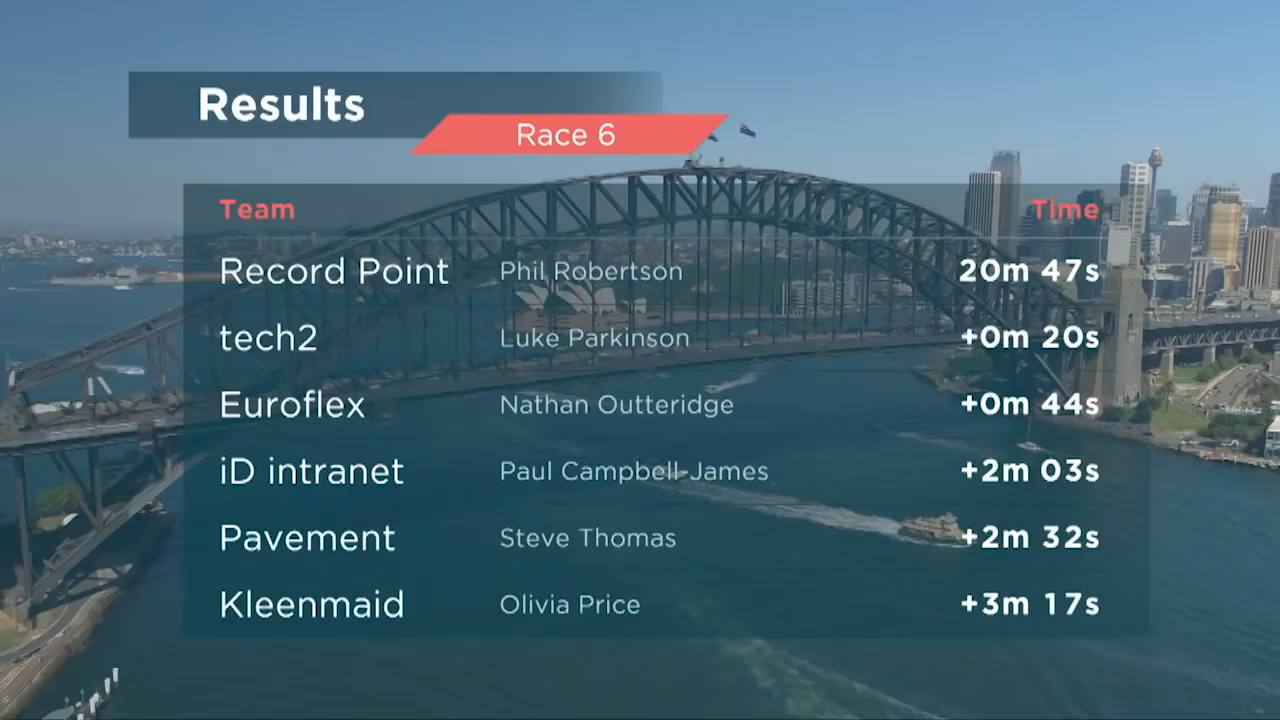 Results
Race 6
Team Time
Record Point Phil Robertson 20m 47s
tech2 Luke Parkinson +0m 20s
Euroflex Nathan Outteridge +0m 44s
iD intranet Paul Campbell-James +2m 03s
Pavement Steve Thomas +2m 32s
Kleenmaid Olivia Price +3m 17s